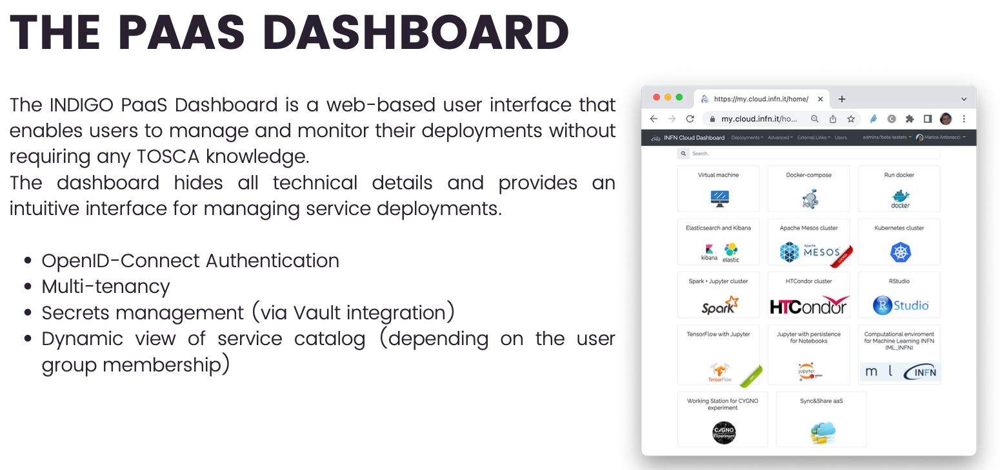 THE PAAS DASHBOARD
The INDIGO PaaS Dashboard is a web-based user interface that
enables users to manage and monitor their deployments without
requiring any TOSCA knowledge.
The dashboard hides all technical details and provides an
intuitive interface for managing service deployments.
• OpenID-Connect Authentication
• Multi-tenancy
• Secrets management (via Vault integration)
• Dynamic view of service catalog (depending on the user
group membership)
https://my.cloud.infn.it/home/
my.cloud.infn.it/ho...
INFN Cloud Dashboard Deployments Advanced External Links Users admins/beta-testers Marica Antonacci
Search..
Virtual machine
Docker-compose
Run docker
docker
Elasticsearch and Kibana
kibana
elastic
Apache Mesos cluster
Apache
MESOS
LOCKED
Kubernetes cluster
Spark + Jupyter cluster
Spark
HTCondor cluster
HTCondor
RStudio
R Studio
TensorFlow with Jupyter
TensorFlow
GPU
Jupyter with persistence
for Notebooks
jupyter
Computational enviroment
for Machine Learning INFN
(ML_INFN)
m l INFN
Working Station for CYGNO
experiment
CYGNO
Experiment
Sync&Share aaS